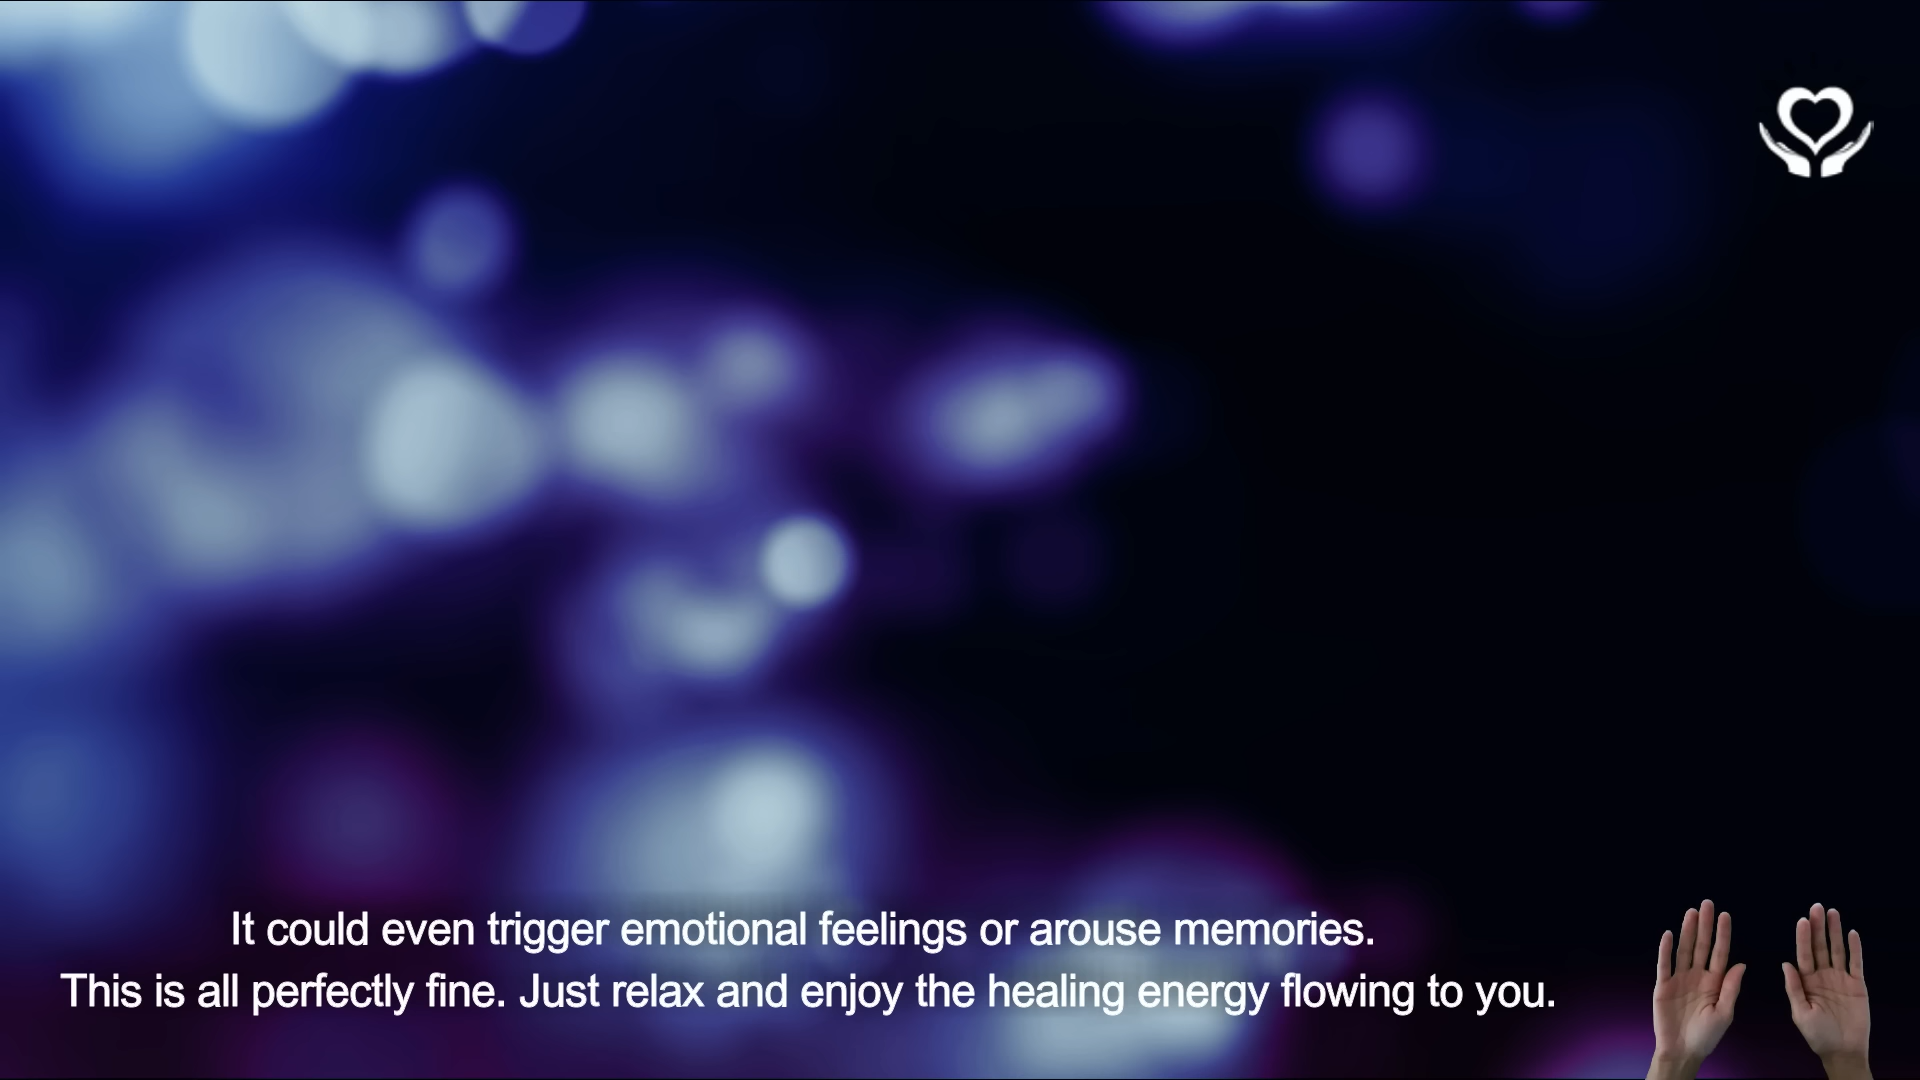 It could even trigger emotional feelings or arouse memories.
This is all perfectly fine. Just relax and enjoy the healing energy flowing to you.